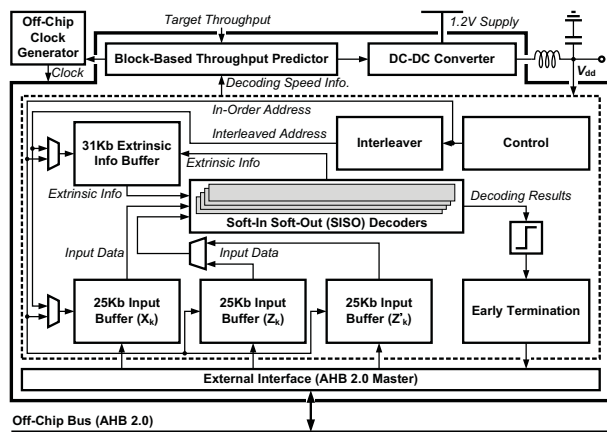 Off-Chip
Clock
Generator
Target Throughput
1.2V Supply
Block-Based Throughput Predictor
DC-DC Converter
Clock
Decoding Speed Info.
Vdd
In-Order Address
Interleaved Address
31Kb Extrinsic
Info Buffer
Interleaver
Control
Extrinsic Info
Extrinsic Info
Decoding Results
Soft-In Soft-Out (SISO) Decoders
Input Data
Input Data
25Kb Input
Buffer (Xk)
25Kb Input
Buffer (Zk)
25Kb Input
Buffer (Z'k)
Early Termination
External Interface (AHB 2.0 Master)
Off-Chip Bus (AHB 2.0)